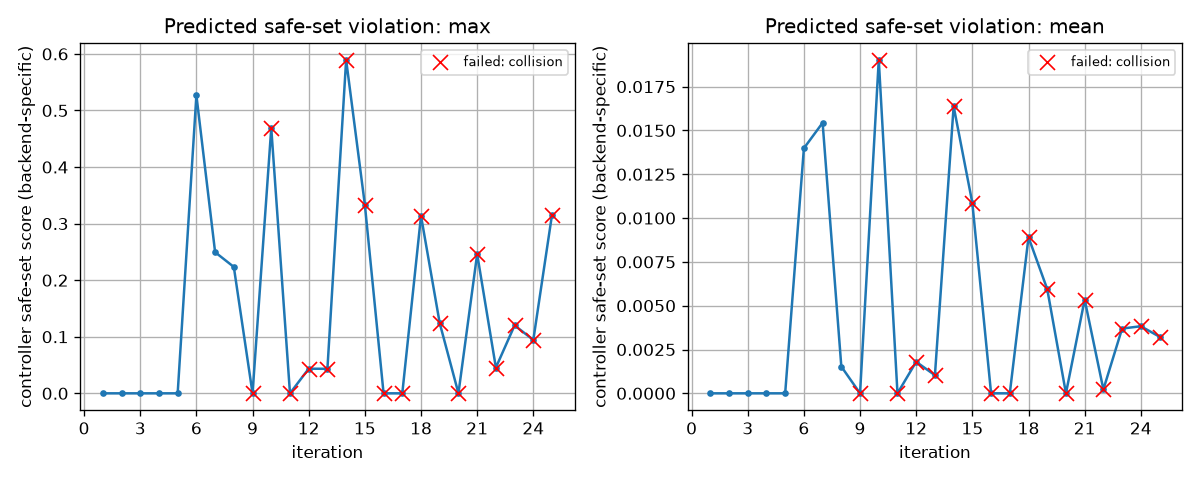 Predicted safe-set violation: max
controller safe-set score (backend-specific)
0.6
0.5
0.4
0.3
0.2
0.1
0.0
failed: collision
0 3 6 9 12 15 18 21 24
iteration
Predicted safe-set violation: mean
controller safe-set score (backend-specific)
0.0175
0.0150
0.0125
0.0100
0.0075
0.0050
0.0025
0.0000
failed: collision
0 3 6 9 12 15 18 21 24
iteration